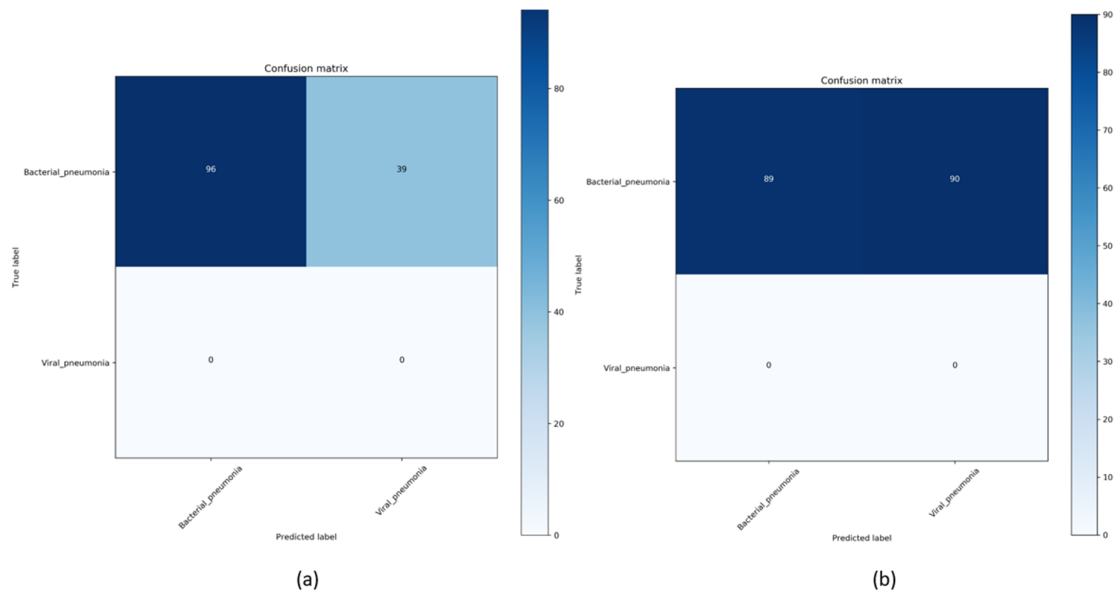 Confusion matrix
True label
Bacterial_pneumonia
96
39
Viral_pneumonia
0
0
Bacterial_pneumonia
Viral_pneumonia
Predicted label
80
60
40
20
0
(a)
Confusion matrix
True label
Bacterial_pneumonia
89
90
Viral_pneumonia
0
0
Bacterial_pneumonia
Viral_pneumonia
Predicted label
90
80
70
60
50
40
30
20
10
0
(b)